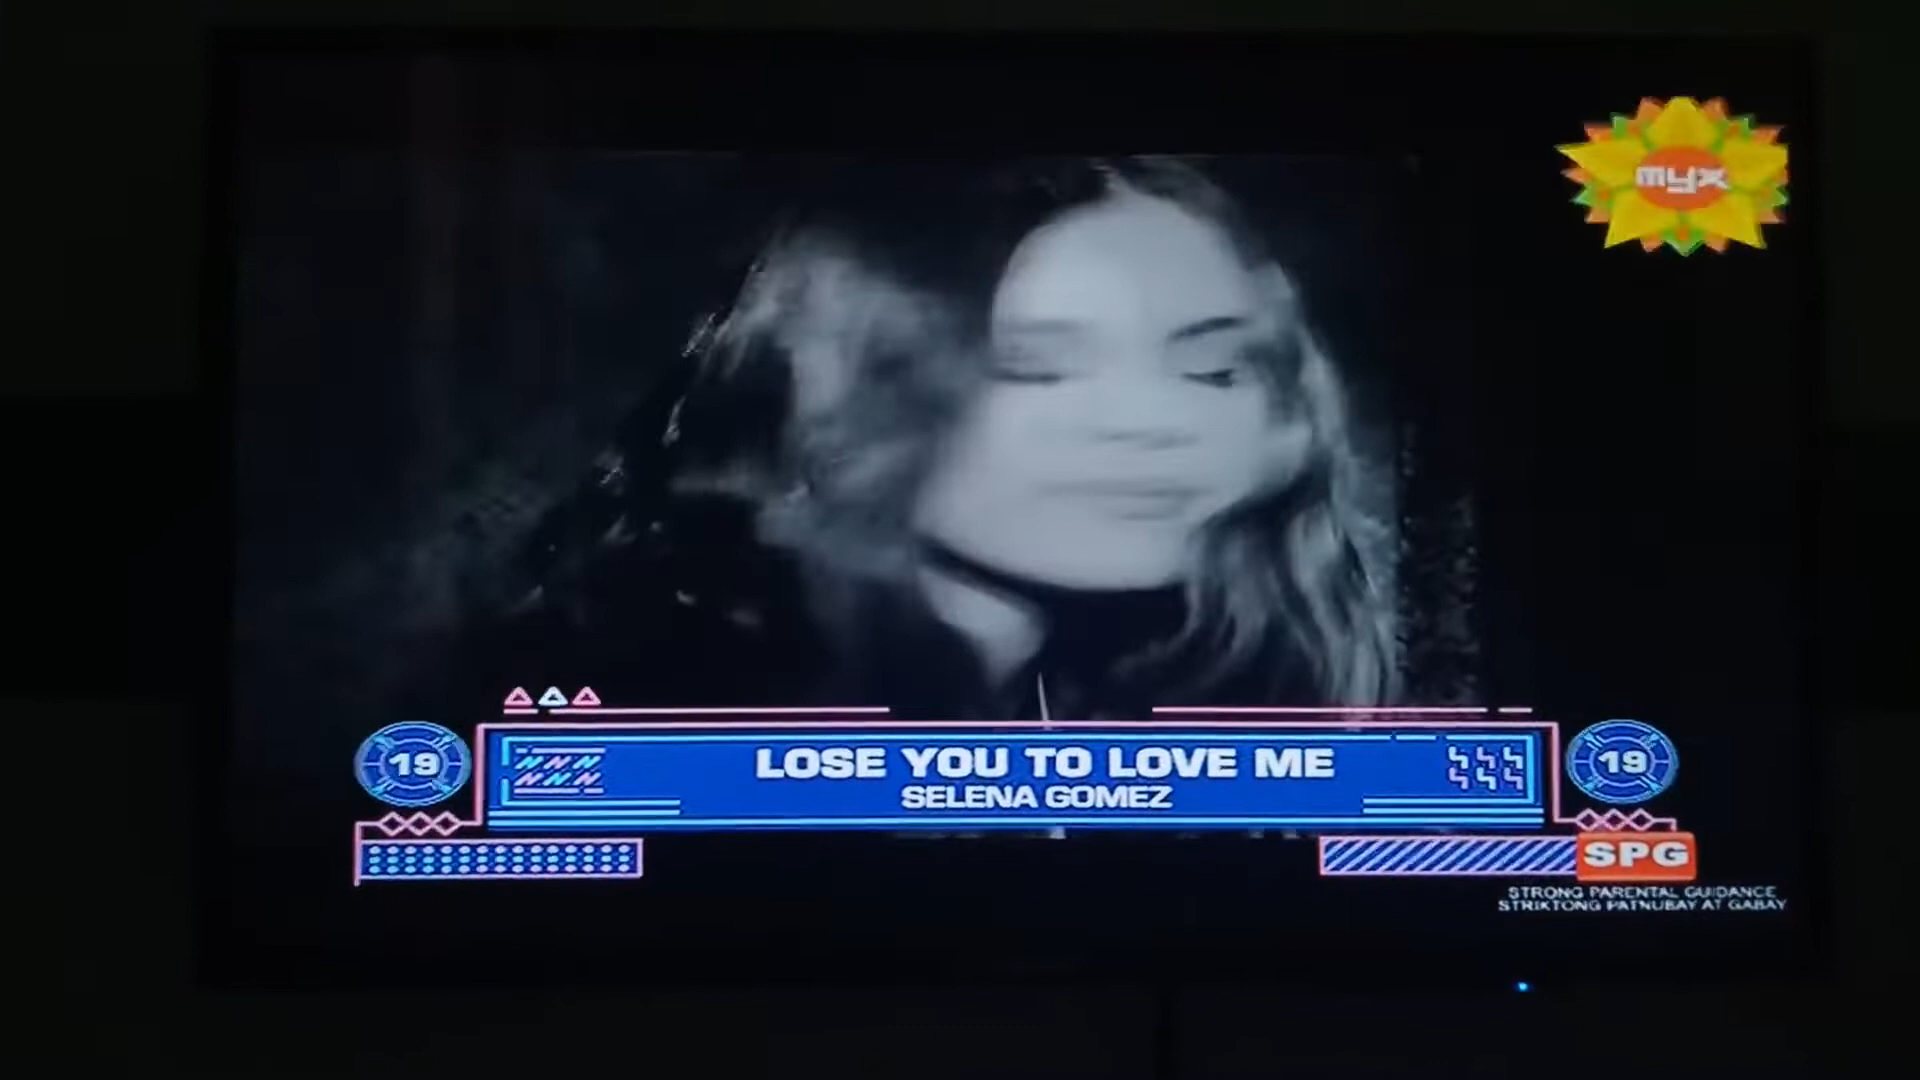 myx
LOSE YOU TO LOVE ME
SELENA GOMEZ
19
19
SPG
STRONG PARENTAL GUIDANCE
STRIKTONG PATNUBAY AT GABAY